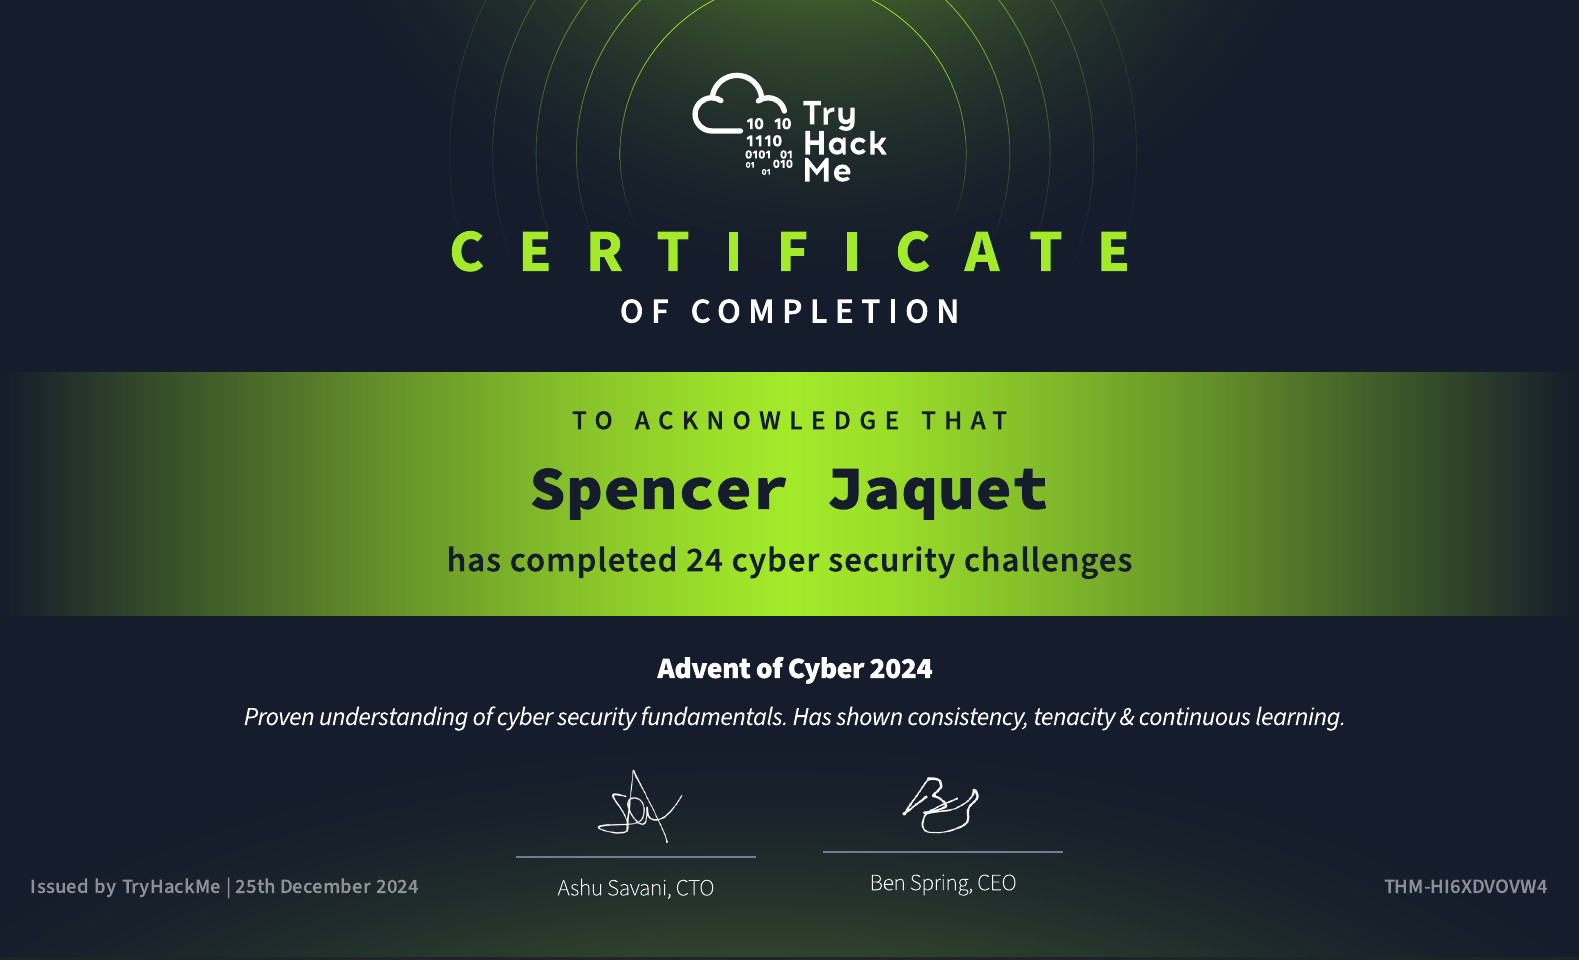 10 10
1110
0101 01
01 010
01
Try
Hack
Me
CERTIFICATE
OF COMPLETION
TO ACKNOWLEDGE THAT
Spencer Jaquet
has completed 24 cyber security challenges
Advent of Cyber 2024
Proven understanding of cyber security fundamentals. Has shown consistency, tenacity & continuous learning.
Issued by TryHackMe | 25th December 2024
Ashu Savani, CTO
Ben Spring, CEO
THM-HI6XDVOVW4